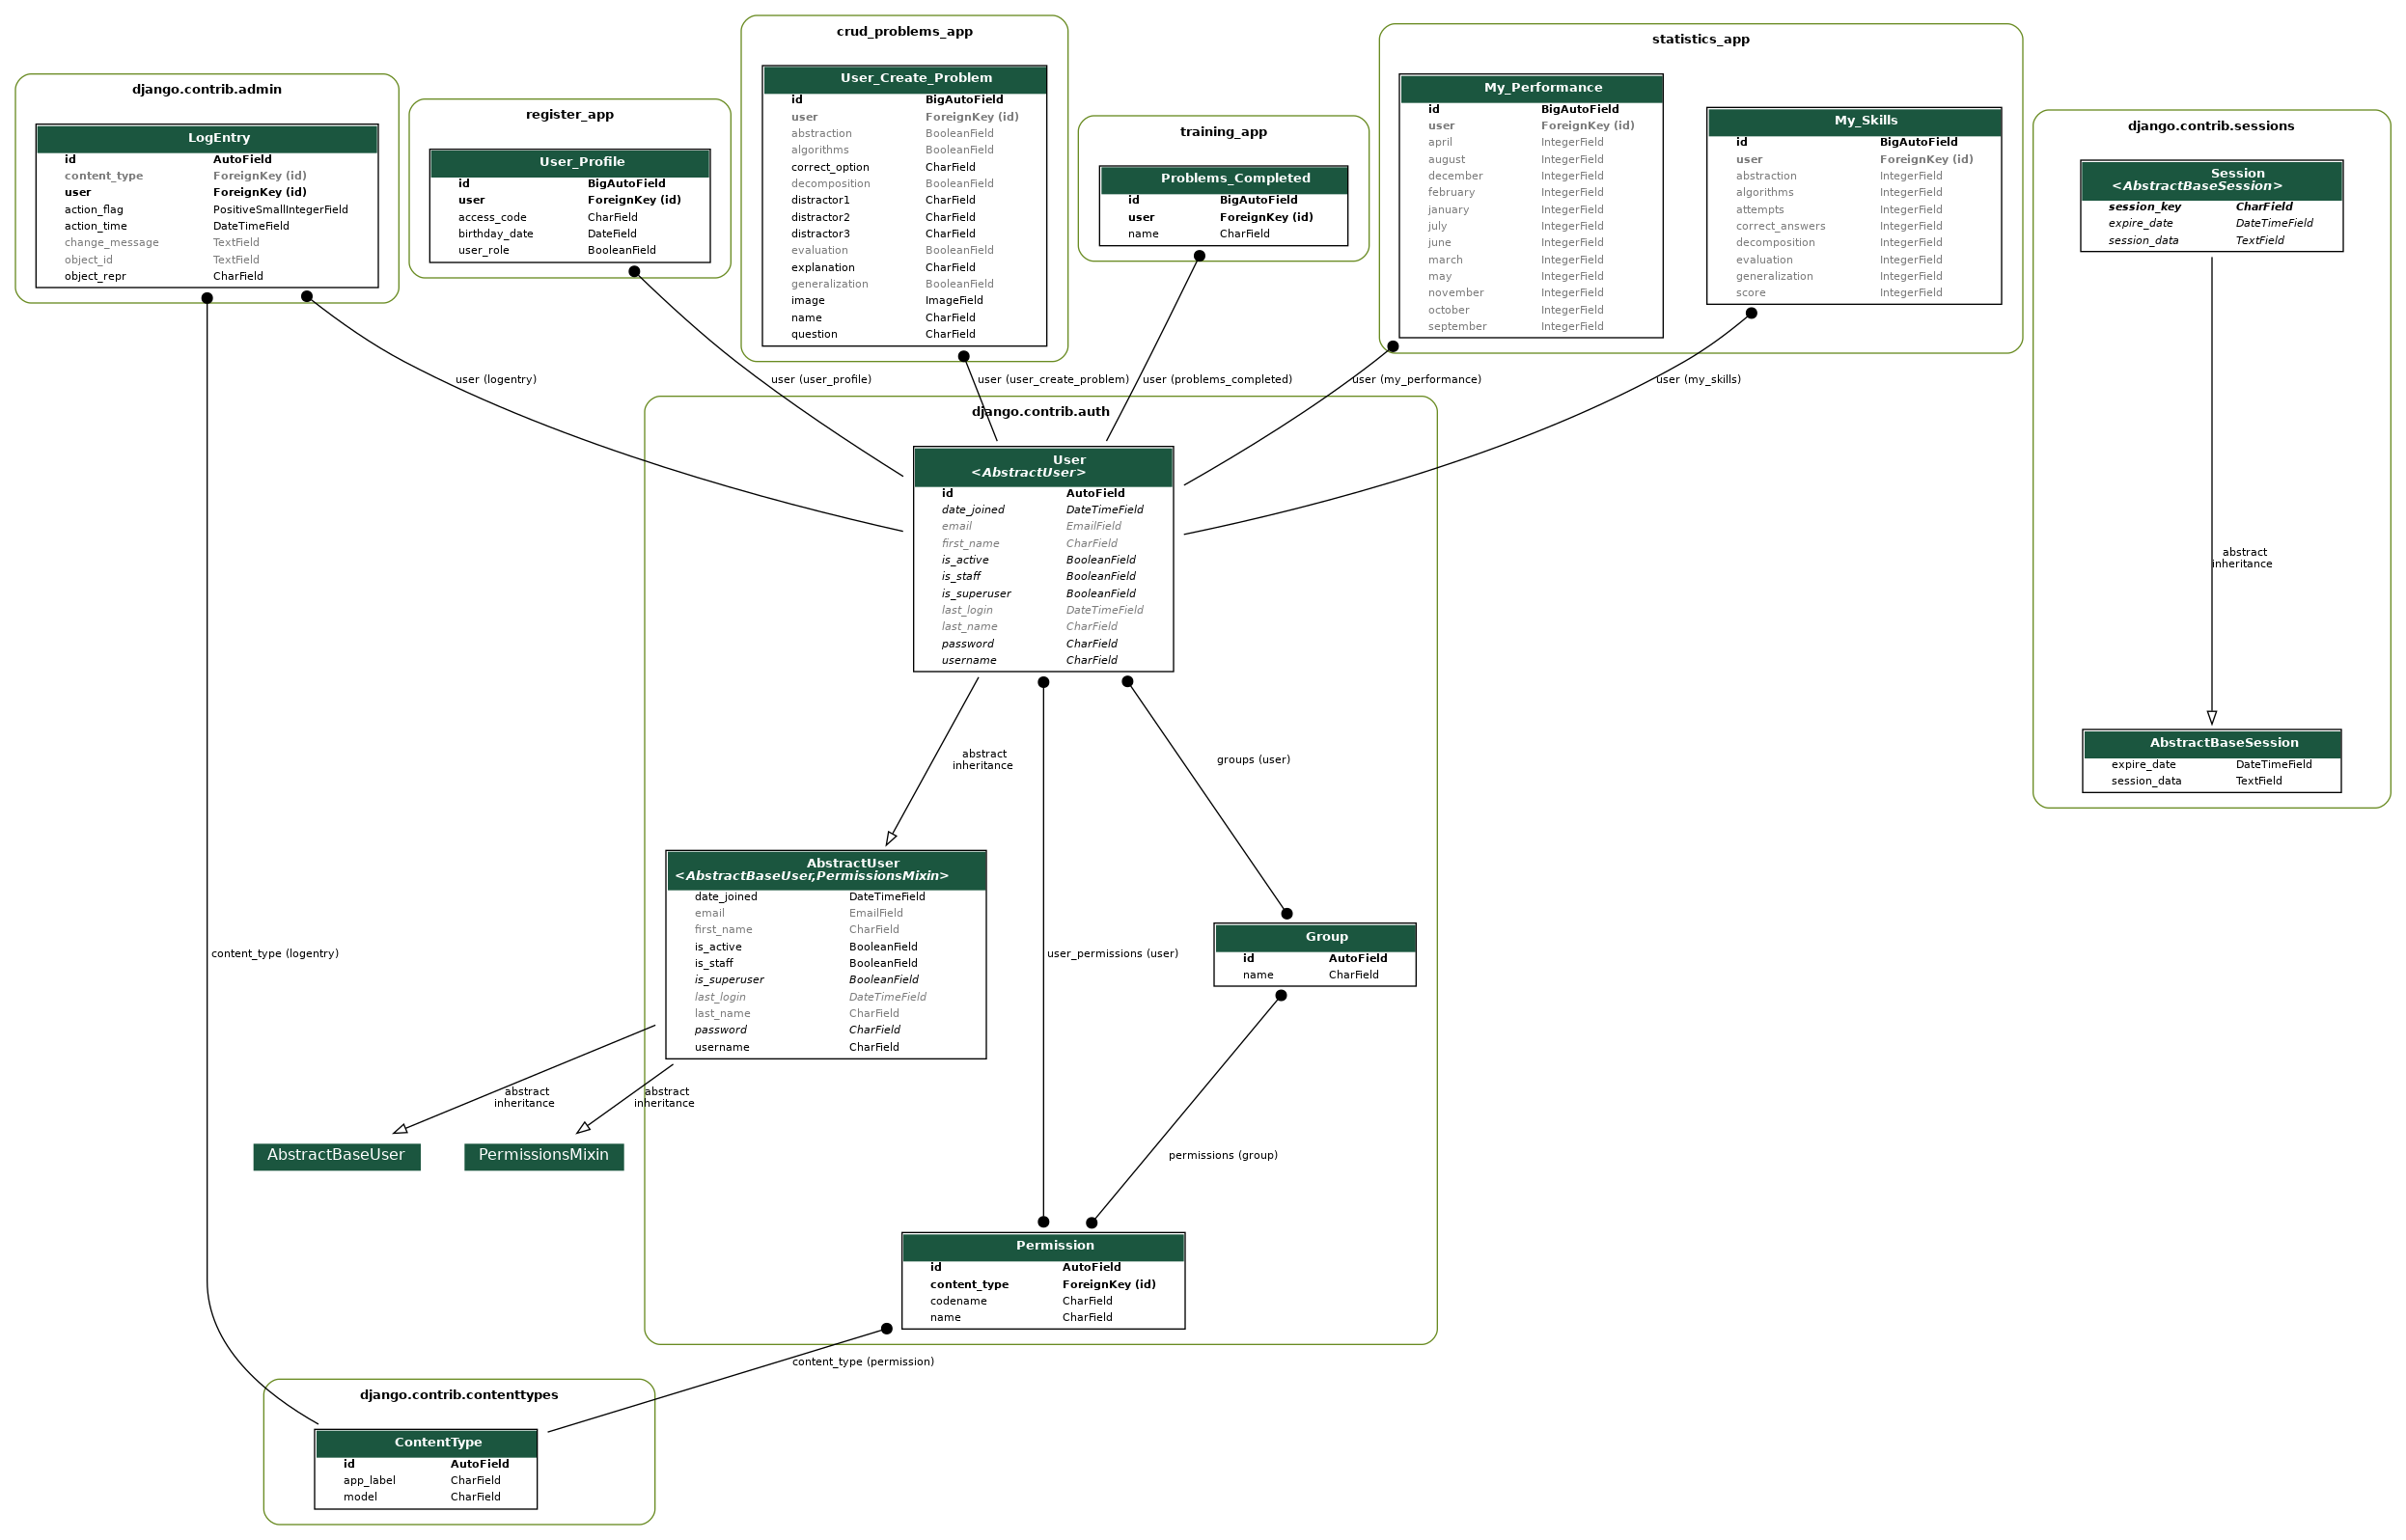 django.contrib.admin
LogEntry
id AutoField
content_type ForeignKey (id)
user ForeignKey (id)
action_flag PositiveSmallIntegerField
action_time DateTimeField
change_message TextField
object_id TextField
object_repr CharField
register_app
User_Profile
id BigAutoField
user ForeignKey (id)
access_code CharField
birthday_date DateField
user_role BooleanField
crud_problems_app
User_Create_Problem
id BigAutoField
user ForeignKey (id)
abstraction BooleanField
algorithms BooleanField
correct_option CharField
decomposition BooleanField
distractor1 CharField
distractor2 CharField
distractor3 CharField
evaluation BooleanField
explanation CharField
generalization BooleanField
image ImageField
name CharField
question CharField
training_app
Problems_Completed
id BigAutoField
user ForeignKey (id)
name CharField
statistics_app
My_Performance
id BigAutoField
user ForeignKey (id)
april IntegerField
august IntegerField
december IntegerField
february IntegerField
january IntegerField
july IntegerField
june IntegerField
march IntegerField
may IntegerField
november IntegerField
october IntegerField
september IntegerField
My_Skills
id BigAutoField
user ForeignKey (id)
abstraction IntegerField
algorithms IntegerField
attempts IntegerField
correct_answers IntegerField
decomposition IntegerField
evaluation IntegerField
generalization IntegerField
score IntegerField
django.contrib.sessions
Session
<AbstractBaseSession>
session_key CharField
expire_date DateTimeField
session_data TextField
abstract
inheritance
AbstractBaseSession
expire_date DateTimeField
session_data TextField
user (logentry)
user (user_profile)
user (user_create_problem)
user (problems_completed)
user (my_performance)
user (my_skills)
django.contrib.auth
User
<AbstractUser>
id AutoField
date_joined DateTimeField
email EmailField
first_name CharField
is_active BooleanField
is_staff BooleanField
is_superuser BooleanField
last_login DateTimeField
last_name CharField
password CharField
username CharField
abstract
inheritance
groups (user)
AbstractUser
<AbstractBaseUser,PermissionsMixin>
date_joined DateTimeField
email EmailField
first_name CharField
is_active BooleanField
is_staff BooleanField
is_superuser BooleanField
last_login DateTimeField
last_name CharField
password CharField
username CharField
content_type (logentry)
user_permissions (user)
Group
id AutoField
name CharField
abstract
inheritance
abstract
inheritance
AbstractBaseUser
PermissionsMixin
permissions (group)
Permission
id AutoField
content_type ForeignKey (id)
codename CharField
name CharField
content_type (permission)
django.contrib.contenttypes
ContentType
id AutoField
app_label CharField
model CharField